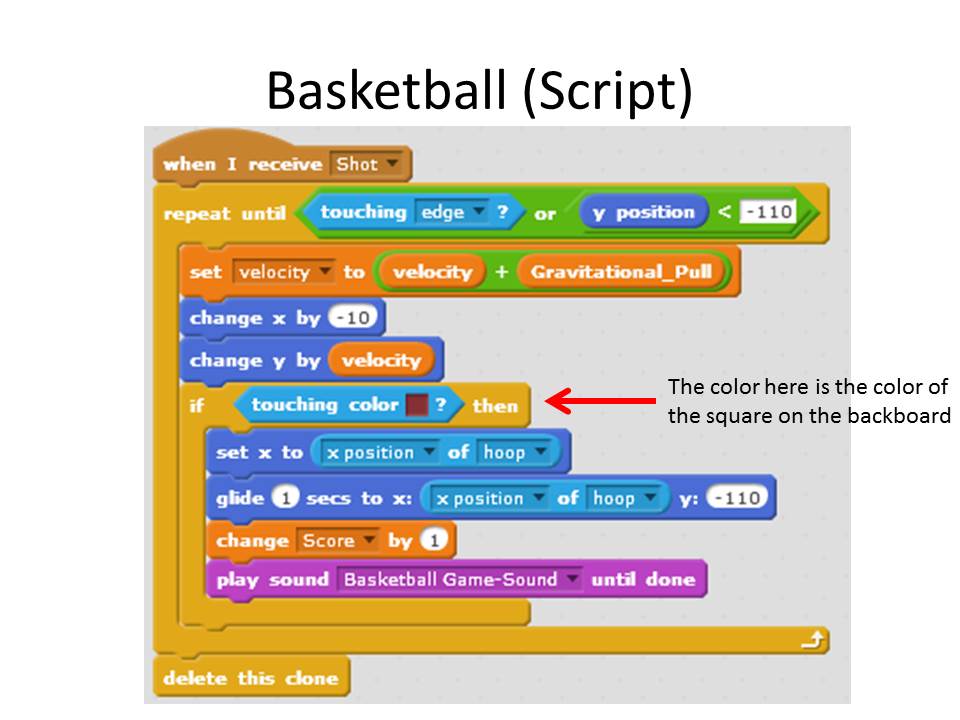 Basketball (Script)
when I receive Shot
repeat until touching edge ? or y position < -110
set velocity to velocity + Gravitational_Pull
change x by -10
change y by velocity
if touching color ? then
The color here is the color of
the square on the backboard
set x to x position of hoop
glide 1 secs to x: x position of hoop y: -110
change Score by 1
play sound Basketball Game-Sound until done
delete this clone